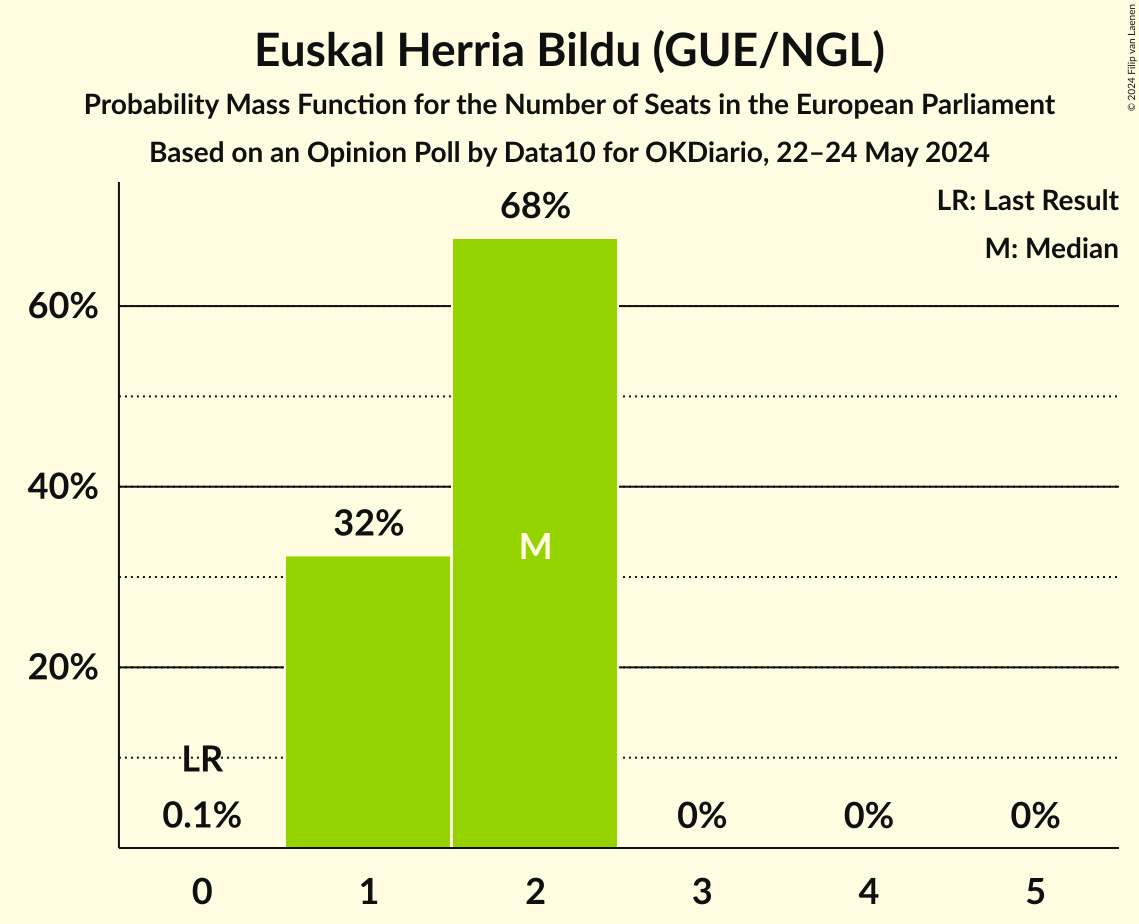 Euskal Herria Bildu (GUE/NGL)
Probability Mass Function for the Number of Seats in the European Parliament
Based on an Opinion Poll by Data10 for OKDiario, 22–24 May 2024
© 2024 Filip van Laenen
LR: Last Result
M: Median
68%
60%
40%
32%
M
20%
LR
0.1%
0%
0%
0%
0 1 2 3 4 5